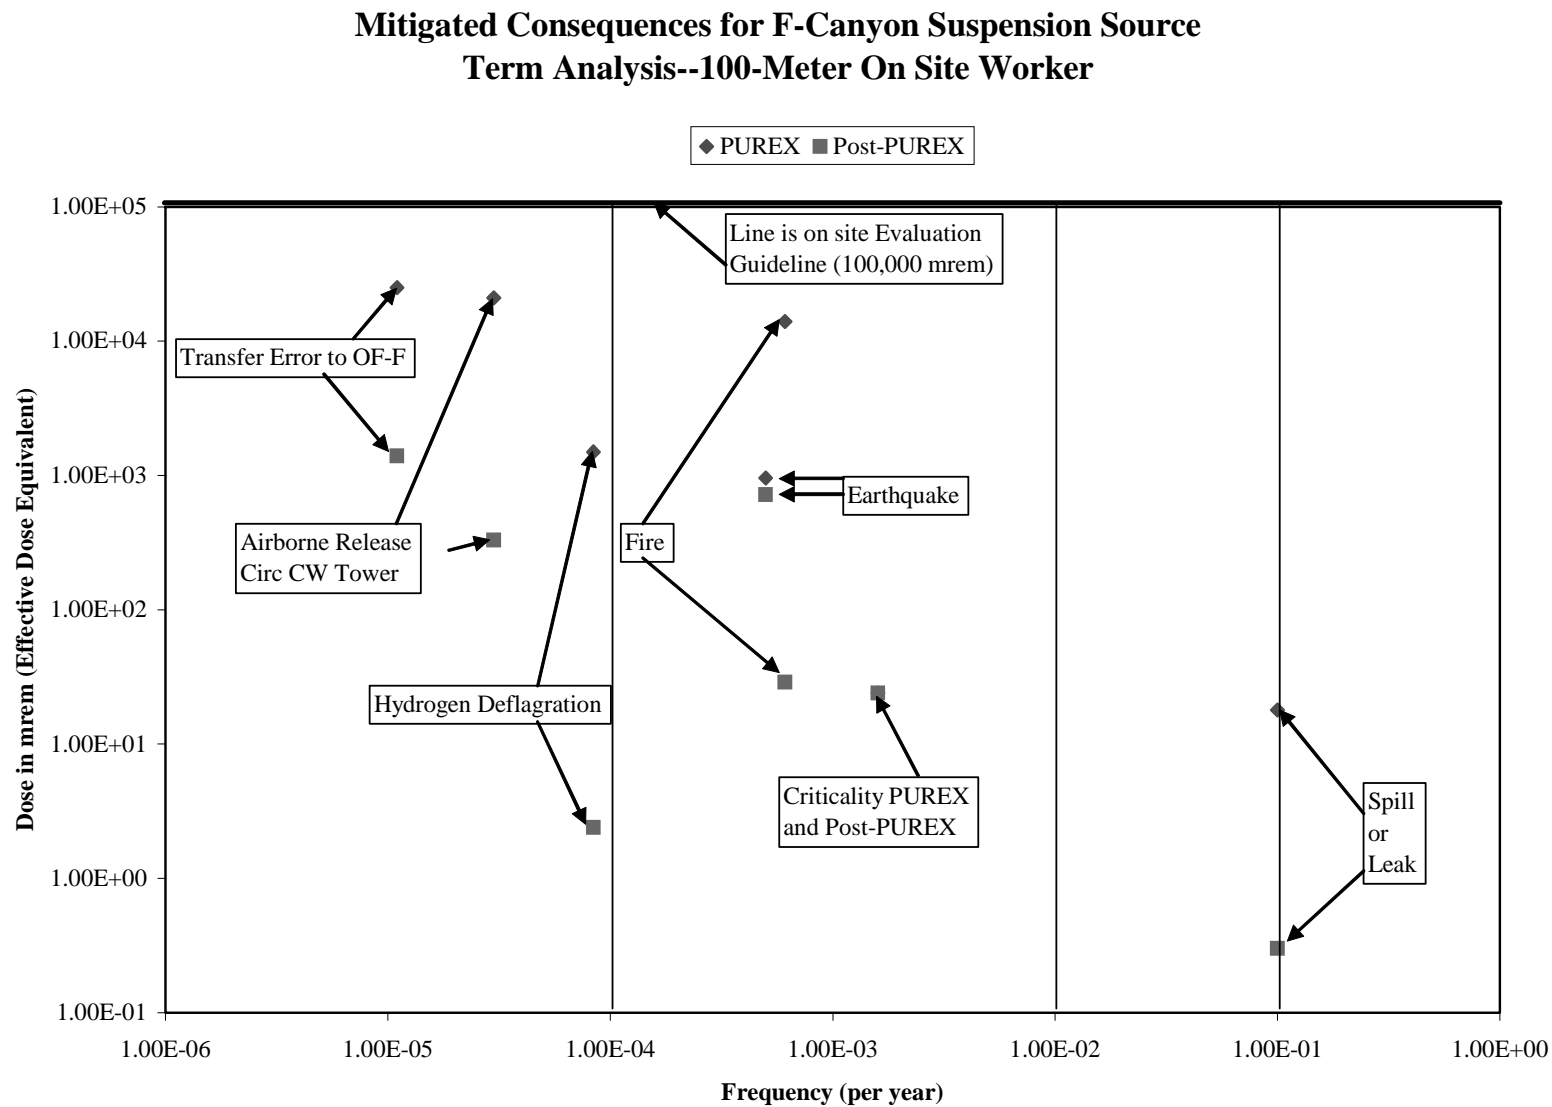 Mitigated Consequences for F-Canyon Suspension Source
Term Analysis--100-Meter On Site Worker
PUREX Post-PUREX
1.00E+05
1.00E+04
1.00E+03
1.00E+02
1.00E+01
1.00E+00
1.00E-01
Dose in mrem (Effective Dose Equivalent)
Line is on site Evaluation
Guideline (100,000 mrem)
Transfer Error to OF-F
Airborne Release
Circ CW Tower
Hydrogen Deflagration
Fire
Earthquake
Criticality PUREX
and Post-PUREX
Spill
or
Leak
1.00E-06 1.00E-05 1.00E-04 1.00E-03 1.00E-02 1.00E-01 1.00E+00
Frequency (per year)